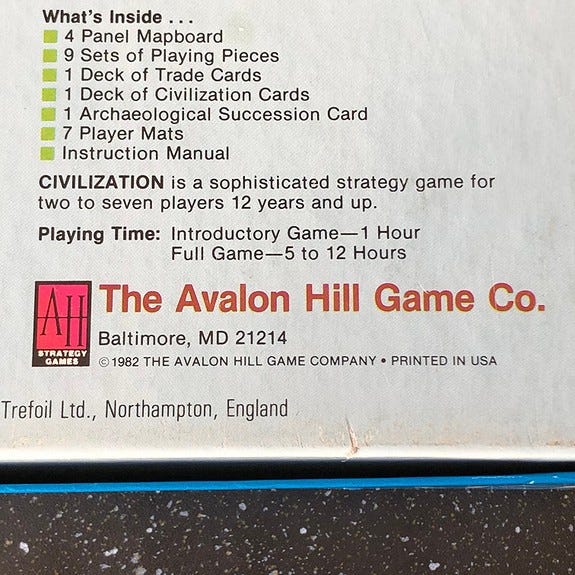 What's Inside . . .
4 Panel Mapboard
9 Sets of Playing Pieces
1 Deck of Trade Cards
1 Deck of Civilization Cards
1 Archaeological Succession Card
7 Player Mats
Instruction Manual
CIVILIZATION is a sophisticated strategy game for
two to seven players 12 years and up.
Playing Time: Introductory Game—1 Hour
Full Game—5 to 12 Hours
AH
STRATEGY
GAMES
The Avalon Hill Game Co.
Baltimore, MD 21214
©1982 THE AVALON HILL GAME COMPANY • PRINTED IN USA
Trefoil Ltd., Northampton, England